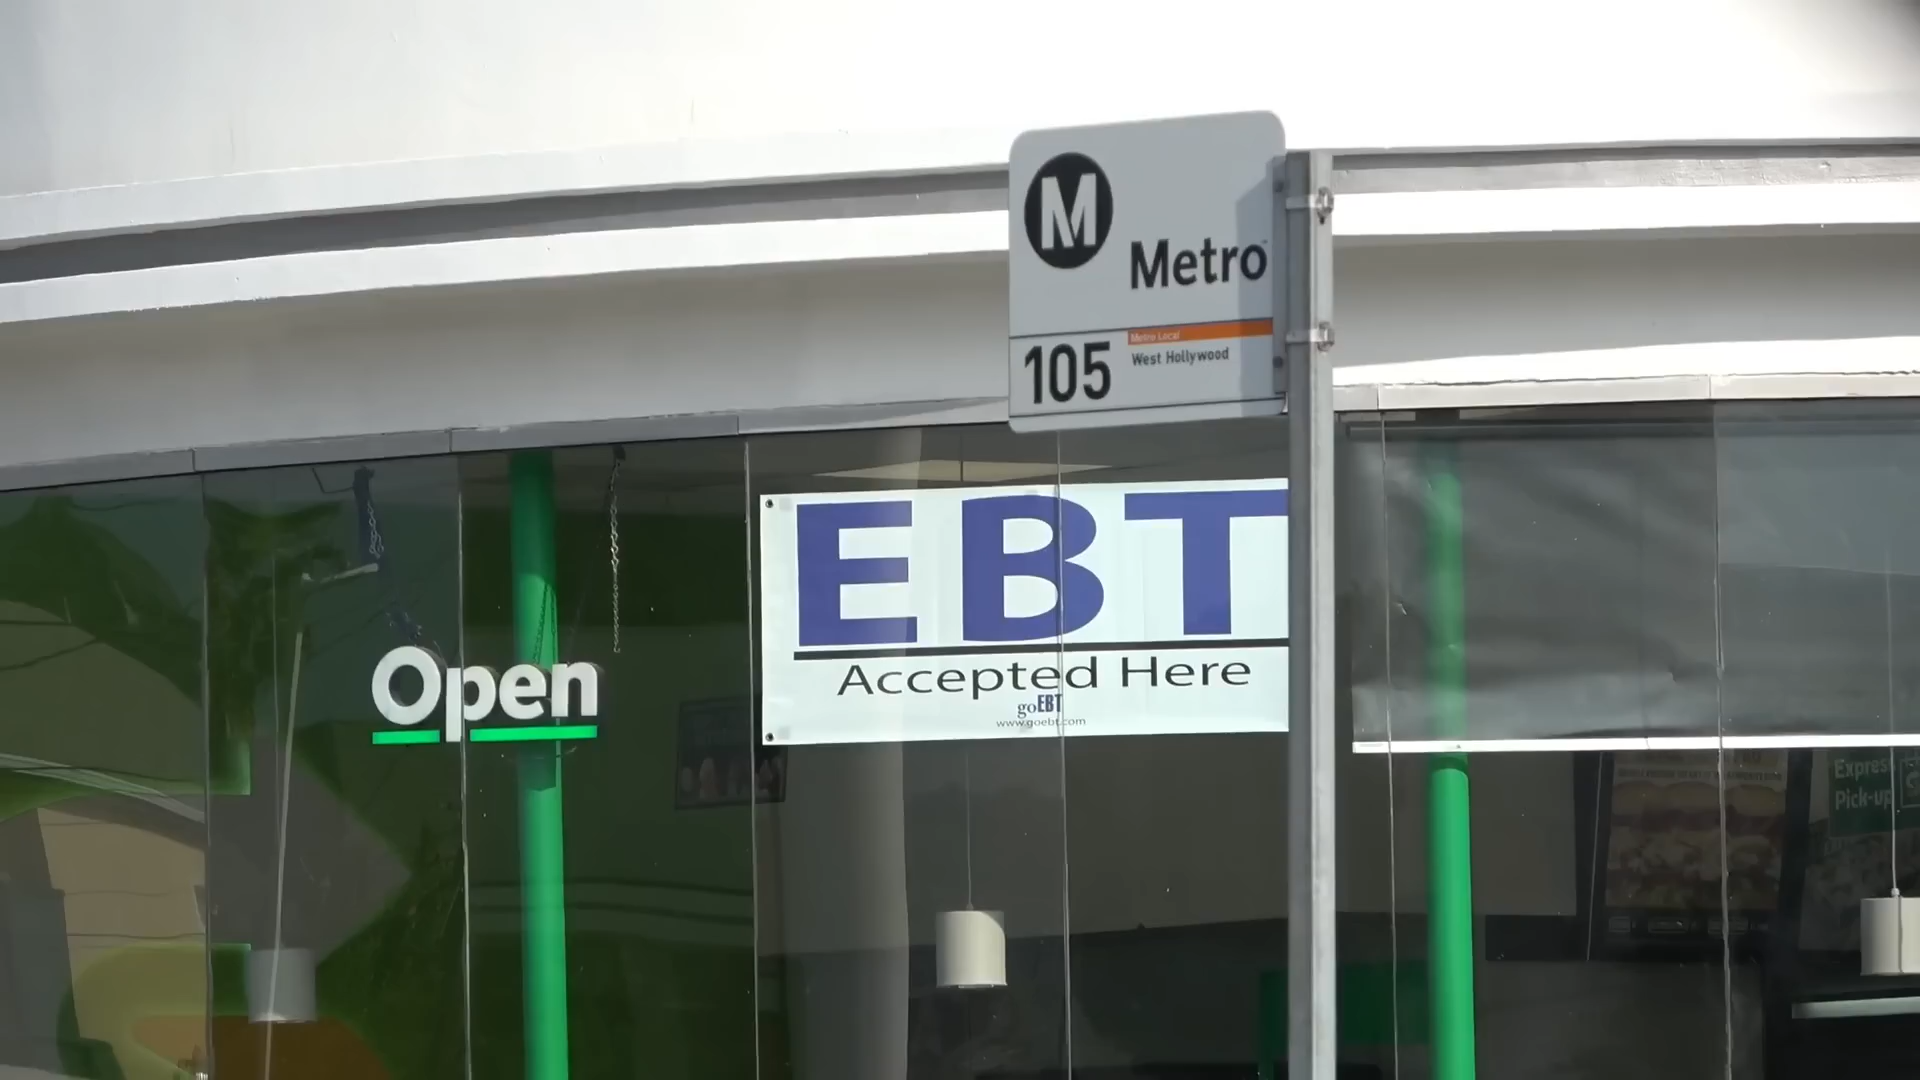 M
Metro
Metro Local
105
West Hollywood
EBT
Accepted Here
goEBT
www.goebt.com
Open
Express
Pick-up